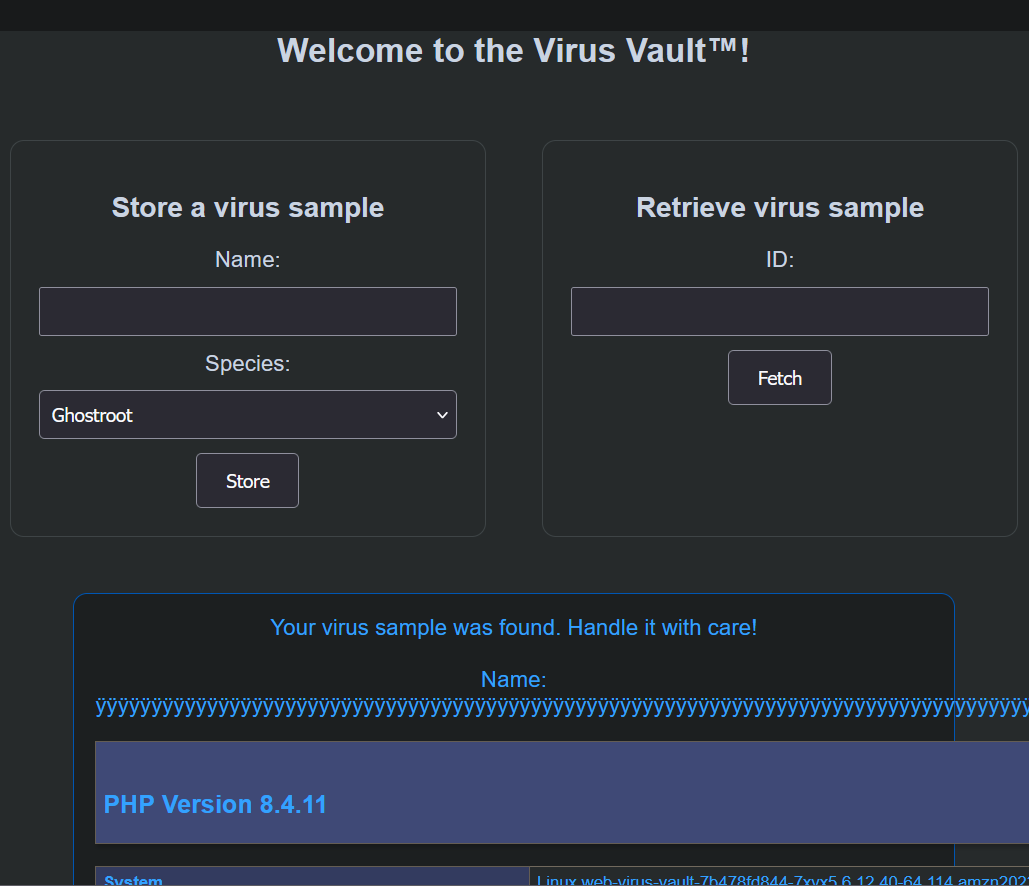 Welcome to the Virus Vault™!
Store a virus sample
Name:
Species:
Ghostroot
Store
Retrieve virus sample
ID:
Fetch
Your virus sample was found. Handle it with care!
Name:
ÿÿÿÿÿÿÿÿÿÿÿÿÿÿÿÿÿÿÿÿÿÿÿÿÿÿÿÿÿÿÿÿÿÿÿÿÿÿÿÿÿÿÿÿÿÿÿÿÿÿÿÿÿÿÿÿÿÿÿÿÿÿÿÿÿÿÿÿÿÿÿÿÿÿÿÿÿÿÿÿÿÿÿÿÿ
PHP Version 8.4.11
System Linux web-virus-vault-7b478fd844-7xvx5 6.12.40-64.114.amzn202